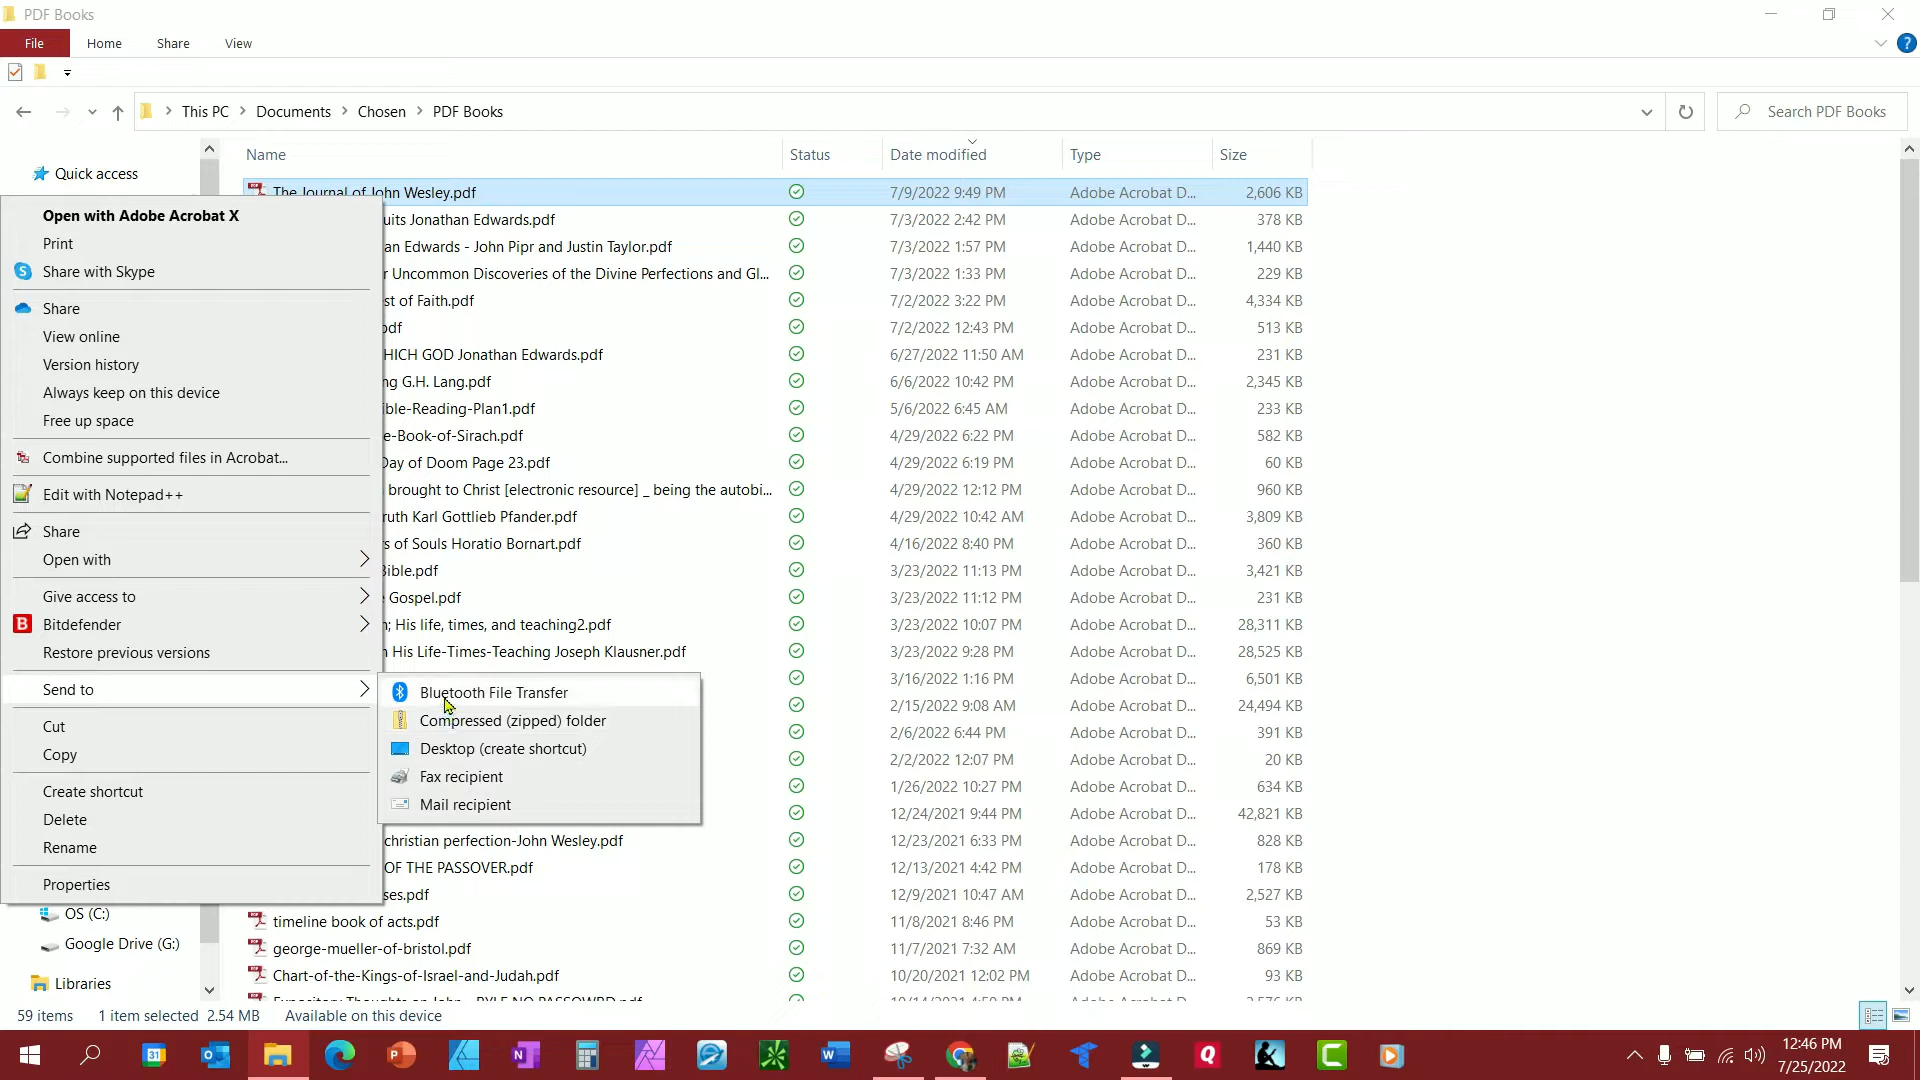 PDF Books
File Home Share View
This PC > Documents > Chosen > PDF Books
Search PDF Books
Quick access
Name Status Date modified Type Size
The Journal of John Wesley.pdf 7/9/2022 9:49 PM Adobe Acrobat D... 2,606 KB
uits Jonathan Edwards.pdf 7/3/2022 2:42 PM Adobe Acrobat D... 378 KB
an Edwards - John Pipr and Justin Taylor.pdf 7/3/2022 1:57 PM Adobe Acrobat D... 1,440 KB
r Uncommon Discoveries of the Divine Perfections and Gl... 7/3/2022 1:33 PM Adobe Acrobat D... 229 KB
st of Faith.pdf 7/2/2022 3:22 PM Adobe Acrobat D... 4,334 KB
pdf 7/2/2022 12:43 PM Adobe Acrobat D... 513 KB
HICH GOD Jonathan Edwards.pdf 6/27/2022 11:50 AM Adobe Acrobat D... 231 KB
ng G.H. Lang.pdf 6/6/2022 10:42 PM Adobe Acrobat D... 2,345 KB
ible-Reading-Plan1.pdf 5/6/2022 6:45 AM Adobe Acrobat D... 233 KB
e-Book-of-Sirach.pdf 4/29/2022 6:22 PM Adobe Acrobat D... 582 KB
Day of Doom Page 23.pdf 4/29/2022 6:19 PM Adobe Acrobat D... 60 KB
brought to Christ [electronic resource] _ being the autobi... 4/29/2022 12:12 PM Adobe Acrobat D... 960 KB
ruth Karl Gottlieb Pfander.pdf 4/29/2022 10:42 AM Adobe Acrobat D... 3,809 KB
rs of Souls Horatio Bornart.pdf 4/16/2022 8:40 PM Adobe Acrobat D... 360 KB
Bible.pdf 3/23/2022 11:13 PM Adobe Acrobat D... 3,421 KB
e Gospel.pdf 3/23/2022 11:12 PM Adobe Acrobat D... 231 KB
n; His life, times, and teaching2.pdf 3/23/2022 10:07 PM Adobe Acrobat D... 28,311 KB
His Life-Times-Teaching Joseph Klausner.pdf 3/23/2022 9:28 PM Adobe Acrobat D... 28,525 KB
3/16/2022 1:16 PM Adobe Acrobat D... 6,501 KB
2/15/2022 9:08 AM Adobe Acrobat D... 24,494 KB
2/6/2022 6:44 PM Adobe Acrobat D... 391 KB
2/2/2022 12:07 PM Adobe Acrobat D... 20 KB
1/26/2022 10:27 PM Adobe Acrobat D... 634 KB
12/24/2021 9:44 PM Adobe Acrobat D... 42,821 KB
christian perfection-John Wesley.pdf 12/23/2021 6:33 PM Adobe Acrobat D... 828 KB
OF THE PASSOVER.pdf 12/13/2021 4:42 PM Adobe Acrobat D... 178 KB
ses.pdf 12/9/2021 10:47 AM Adobe Acrobat D... 2,527 KB
timeline book of acts.pdf 11/8/2021 8:46 PM Adobe Acrobat D... 53 KB
george-mueller-of-bristol.pdf 11/7/2021 7:32 AM Adobe Acrobat D... 869 KB
Chart-of-the-Kings-of-Israel-and-Judah.pdf 10/20/2021 12:02 PM Adobe Acrobat D... 93 KB
Open with Adobe Acrobat X
Print
Share with Skype
Share
View online
Version history
Always keep on this device
Free up space
Combine supported files in Acrobat...
Edit with Notepad++
Share
Open with
Give access to
Bitdefender
Restore previous versions
Send to
Cut
Copy
Create shortcut
Delete
Rename
Properties
Bluetooth File Transfer
Compressed (zipped) folder
Desktop (create shortcut)
Fax recipient
Mail recipient
OS (C:)
Google Drive (G:)
Libraries
59 items 1 item selected 2.54 MB Available on this device
12:46 PM
7/25/2022